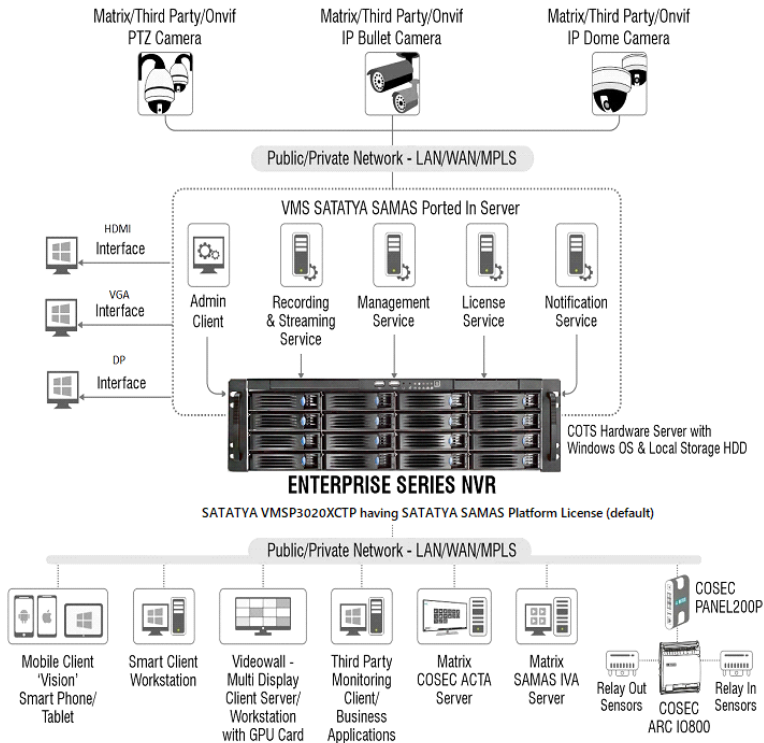 Matrix/Third Party/Onvif
PTZ Camera
Matrix/Third Party/Onvif
IP Bullet Camera
Matrix/Third Party/Onvif
IP Dome Camera
Public/Private Network - LAN/WAN/MPLS
VMS SATATYA SAMAS Ported In Server
HDMI
Interface
VGA
Interface
DP
Interface
Admin
Client
Recording
& Streaming
Service
Management
Service
License
Service
Notification
Service
COTS Hardware Server with
Windows OS & Local Storage HDD
ENTERPRISE SERIES NVR
SATATYA VMSP3020XCTP having SATATYA SAMAS Platform License (default)
Public/Private Network - LAN/WAN/MPLS
Mobile Client
‘Vision’
Smart Phone/
Tablet
Smart Client
Workstation
Videowall -
Multi Display
Client Server/
Workstation
with GPU Card
Third Party
Monitoring
Client/
Business
Applications
Matrix
COSEC ACTA
Server
Matrix
SAMAS IVA
Server
COSEC
PANEL200P
Relay Out
Sensors
COSEC
ARC IO800
Relay In
Sensors